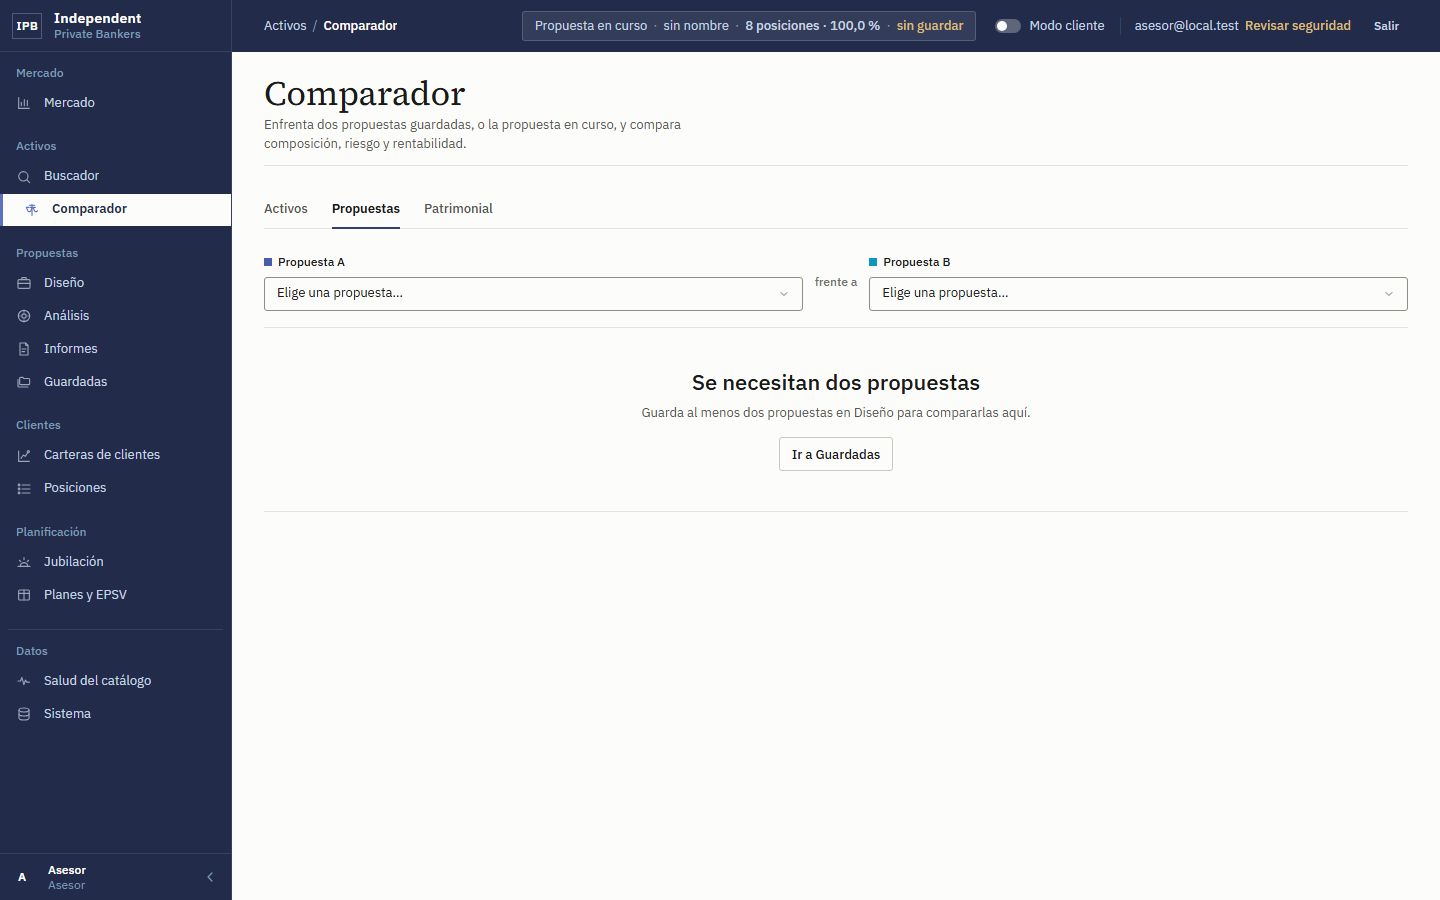 IPB
Independent
Private Bankers
Activos / Comparador
Propuesta en curso · sin nombre · 8 posiciones · 100,0 % · sin guardar
Modo cliente
asesor@local.test
Revisar seguridad
Salir
Mercado
Mercado
Activos
Buscador
Comparador
Propuestas
Diseño
Análisis
Informes
Guardadas
Clientes
Carteras de clientes
Posiciones
Planificación
Jubilación
Planes y EPSV
Datos
Salud del catálogo
Sistema
A
Asesor
Asesor
Comparador
Enfrenta dos propuestas guardadas, o la propuesta en curso, y compara
composición, riesgo y rentabilidad.
Activos
Propuestas
Patrimonial
Propuesta A
Elige una propuesta...
frente a
Propuesta B
Elige una propuesta...
Se necesitan dos propuestas
Guarda al menos dos propuestas en Diseño para compararlas aquí.
Ir a Guardadas